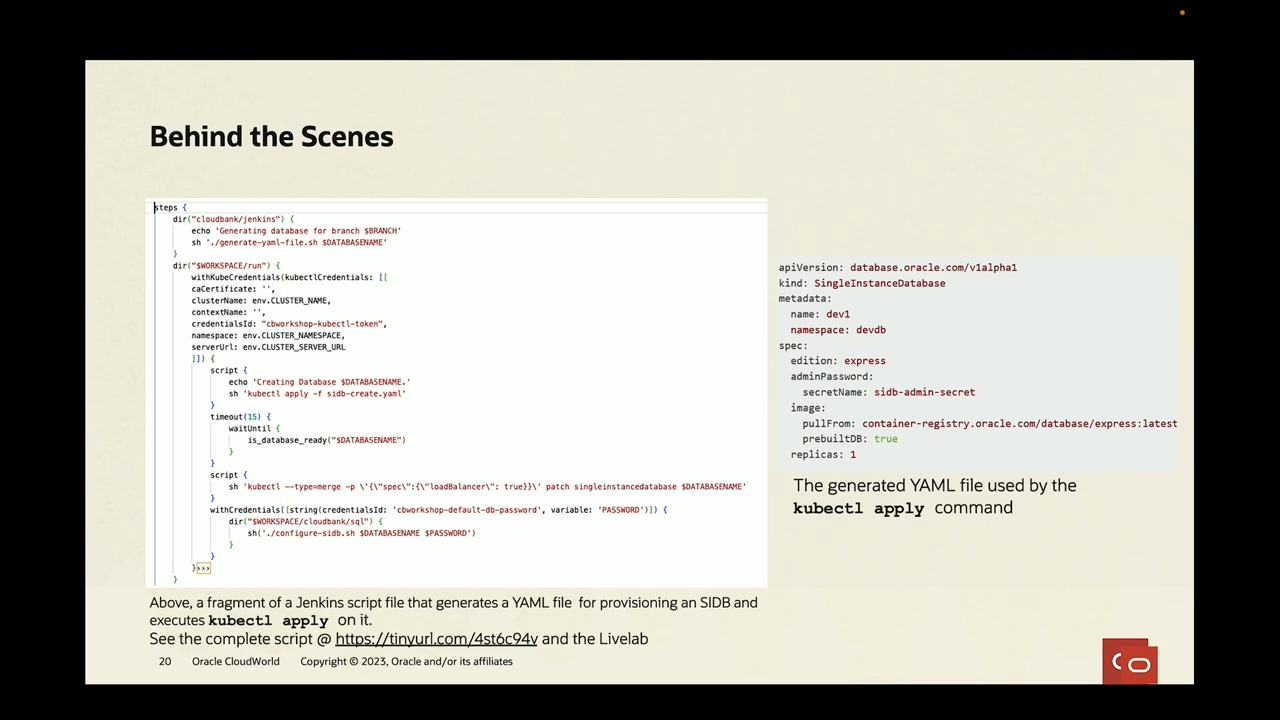 Behind the Scenes
steps {
dir("cloudbank/jenkins") {
echo 'Generating database for branch $BRANCH'
sh './generate-yaml-file.sh $DATABASENAME'
}
dir("$WORKSPACE/run") {
withKubeCredentials(kubectlCredentials: [[
caCertificate: '',
clusterName: env.CLUSTER_NAME,
contextName: '',
credentialsId: "cbworkshop-kubectl-token",
namespace: env.CLUSTER_NAMESPACE,
serverUrl: env.CLUSTER_SERVER_URL
]]) {
script {
echo 'Creating Database $DATABASENAME.'
sh 'kubectl apply -f sidb-create.yaml'
}
timeout(15) {
waitUntil {
is_database_ready("$DATABASENAME")
}
}
script {
sh 'kubectl --type=merge -p \'{\"spec\":{\"loadBalancer\": true}}\' patch singleinstancedatabase $DATABASENAME'
}
withCredentials([string(credentialsId: 'cbworkshop-default-db-password', variable: 'PASSWORD')]) {
dir("$WORKSPACE/cloudbank/sql") {
sh('./configure-sidb.sh $DATABASENAME $PASSWORD')
}
}
}›››
}
apiVersion: database.oracle.com/v1alpha1
kind: SingleInstanceDatabase
metadata:
name: dev1
namespace: devdb
spec:
edition: express
adminPassword:
secretName: sidb-admin-secret
image:
pullFrom: container-registry.oracle.com/database/express:latest
prebuiltDB: true
replicas: 1
The generated YAML file used by the
kubectl apply command
Above, a fragment of a Jenkins script file that generates a YAML file for provisioning an SIDB and
executes kubectl apply on it.
See the complete script @ https://tinyurl.com/4st6c94v and the Livelab
20 Oracle CloudWorld Copyright © 2023, Oracle and/or its affiliates